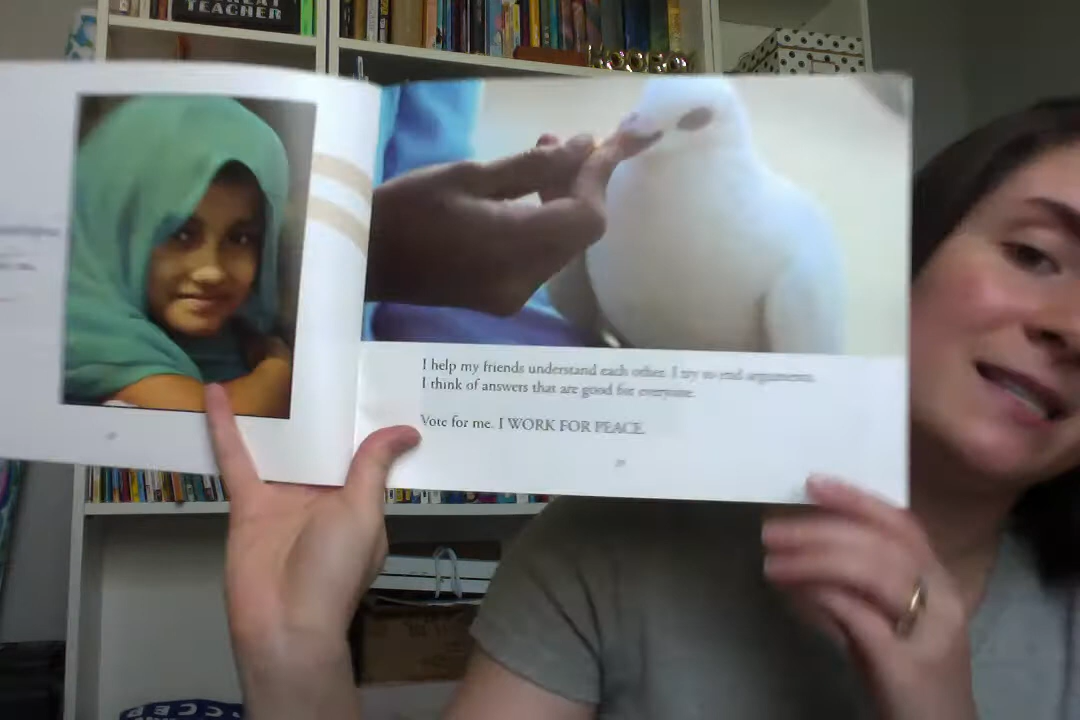 TEACHER
I help my friends understand each other. I try to end arguments.
I think of answers that are good for everyone.
Vote for me. I WORK FOR PEACE.